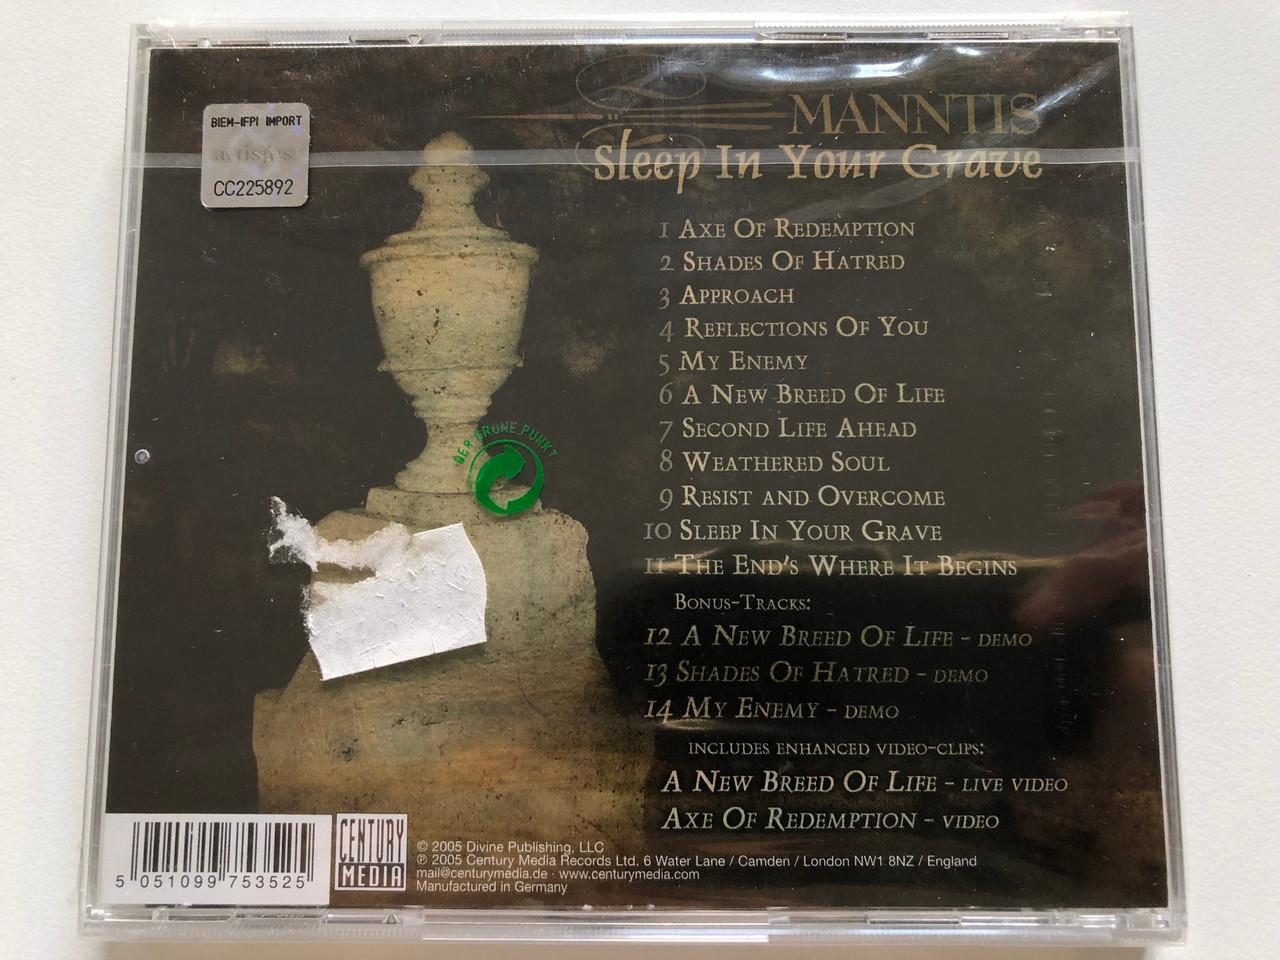 BIEM-IFPI IMPORT
artisjus
CC225892
MANNTIS
Sleep In Your Grave
1 Axe Of Redemption
2 Shades Of Hatred
3 Approach
4 Reflections Of You
5 My Enemy
6 A New Breed Of Life
7 Second Life Ahead
8 Weathered Soul
9 Resist and Overcome
10 Sleep In Your Grave
11 The End's Where It Begins
Bonus-Tracks:
12 A New Breed Of Life - demo
13 Shades Of Hatred - demo
14 My Enemy - demo
includes enhanced video-clips:
A New Breed Of Life - live video
Axe Of Redemption - video
DER GRÜNE PUNKT
5 051099 753525
CENTURY
MEDIA
© 2005 Divine Publishing, LLC
℗ 2005 Century Media Records Ltd. 6 Water Lane / Camden / London NW1 8NZ / England
mail@centurymedia.de · www.centurymedia.com
Manufactured in Germany